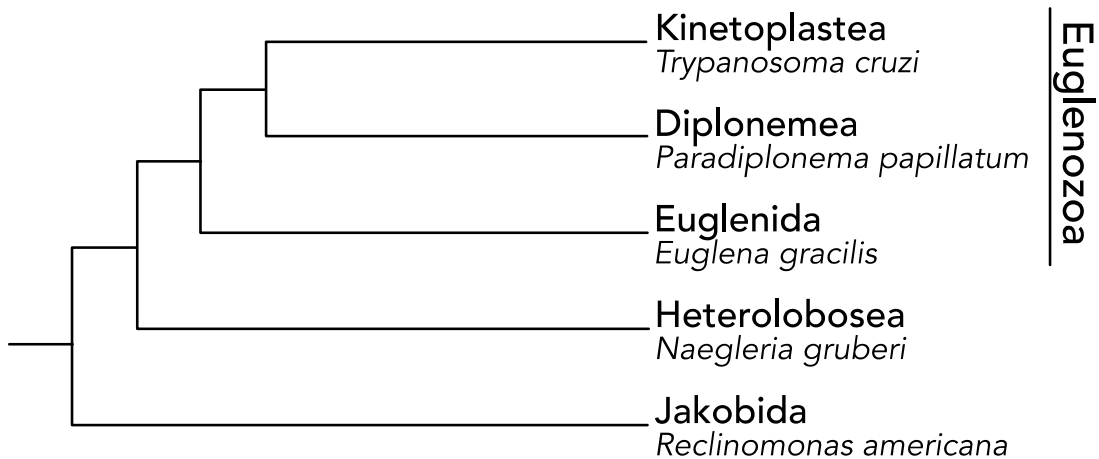 Kinetoplastea
Trypanosoma cruzi
Diplonemea
Paradiplonema papillatum
Euglenida
Euglena gracilis
Heterolobosea
Naegleria gruberi
Jakobida
Reclinomonas americana
Euglenozoa